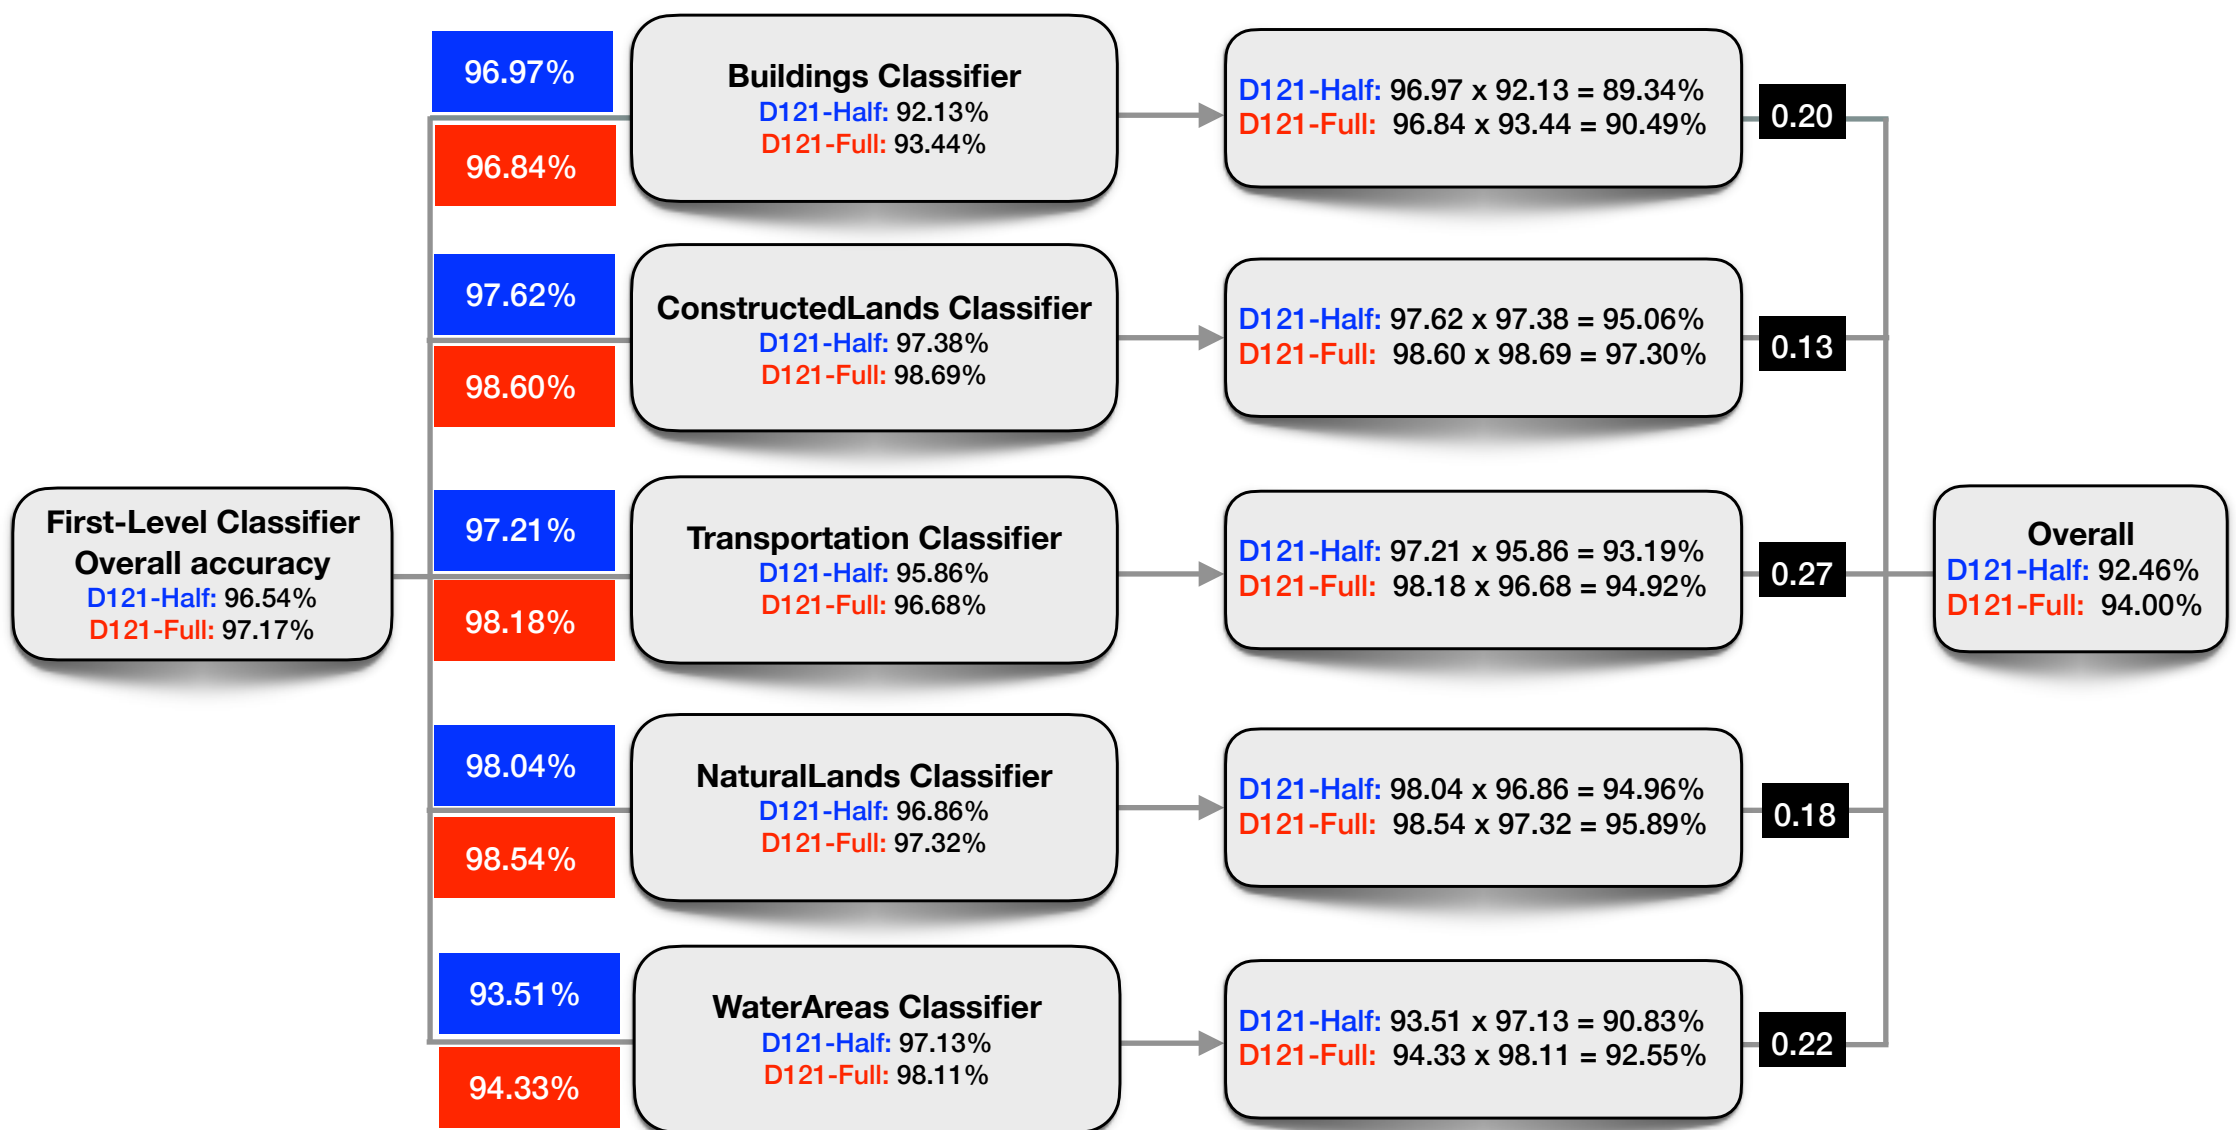 First-Level Classifier
Overall accuracy
D121-Half: 96.54%
D121-Full: 97.17%
96.97%
96.84%
Buildings Classifier
D121-Half: 92.13%
D121-Full: 93.44%
D121-Half: 96.97 x 92.13 = 89.34%
D121-Full: 96.84 x 93.44 = 90.49%
0.20
97.62%
98.60%
ConstructedLands Classifier
D121-Half: 97.38%
D121-Full: 98.69%
D121-Half: 97.62 x 97.38 = 95.06%
D121-Full: 98.60 x 98.69 = 97.30%
0.13
97.21%
98.18%
Transportation Classifier
D121-Half: 95.86%
D121-Full: 96.68%
D121-Half: 97.21 x 95.86 = 93.19%
D121-Full: 98.18 x 96.68 = 94.92%
0.27
98.04%
98.54%
NaturalLands Classifier
D121-Half: 96.86%
D121-Full: 97.32%
D121-Half: 98.04 x 96.86 = 94.96%
D121-Full: 98.54 x 97.32 = 95.89%
0.18
93.51%
94.33%
WaterAreas Classifier
D121-Half: 97.13%
D121-Full: 98.11%
D121-Half: 93.51 x 97.13 = 90.83%
D121-Full: 94.33 x 98.11 = 92.55%
0.22
Overall
D121-Half: 92.46%
D121-Full: 94.00%